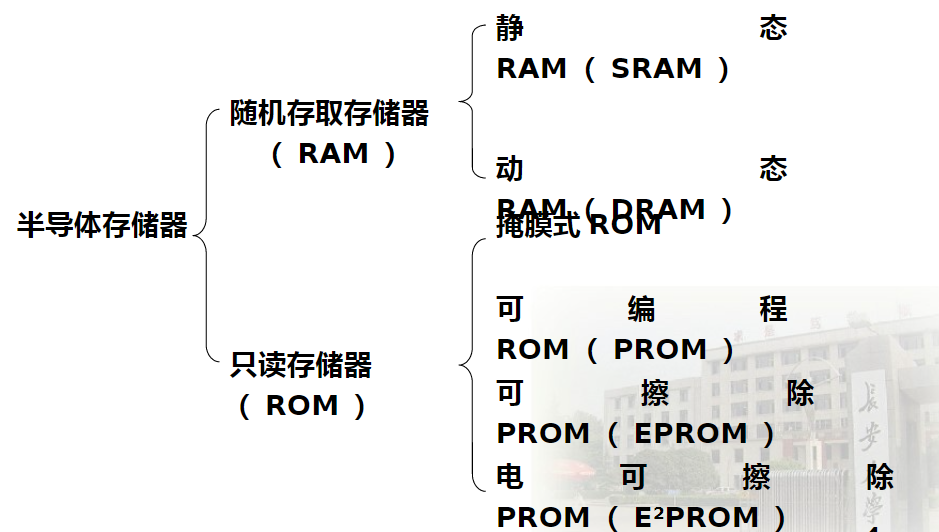 静态
RAM（SRAM）
随机存取存储器
（RAM）
动态
RAM（DRAM）
半导体存储器
掩膜式ROM
可编程
ROM（PROM）
只读存储器
（ROM）
可擦除
PROM（EPROM）
电可擦除
PROM（E²PROM）
长安大学